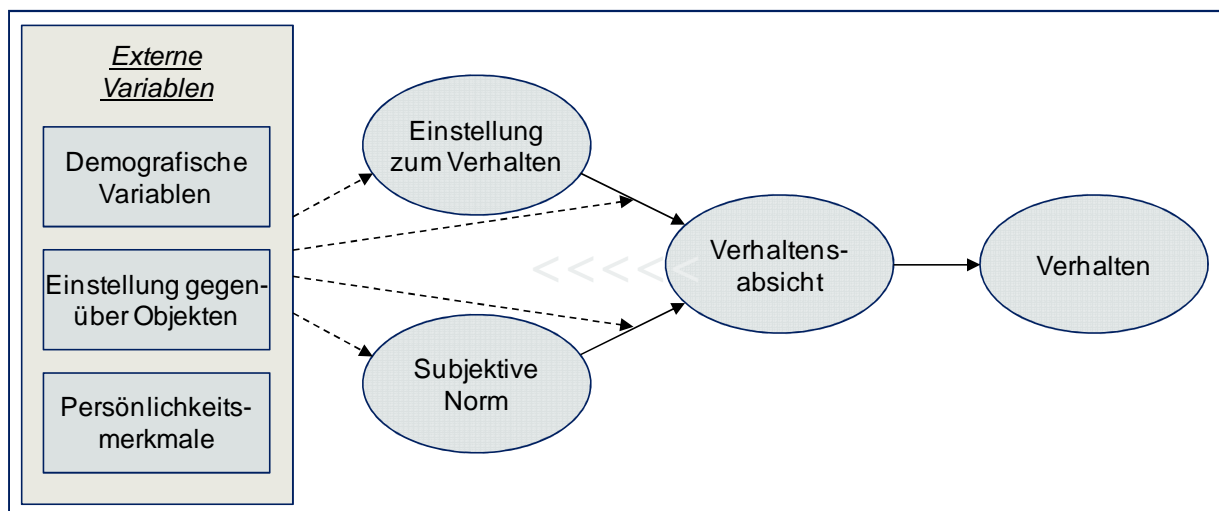 Externe
Variablen
Demografische
Variablen
Einstellung gegen-
über Objekten
Persönlichkeits-
merkmale
Einstellung
zum Verhalten
Subjektive
Norm
<<<<<
Verhaltens-
absicht
Verhalten